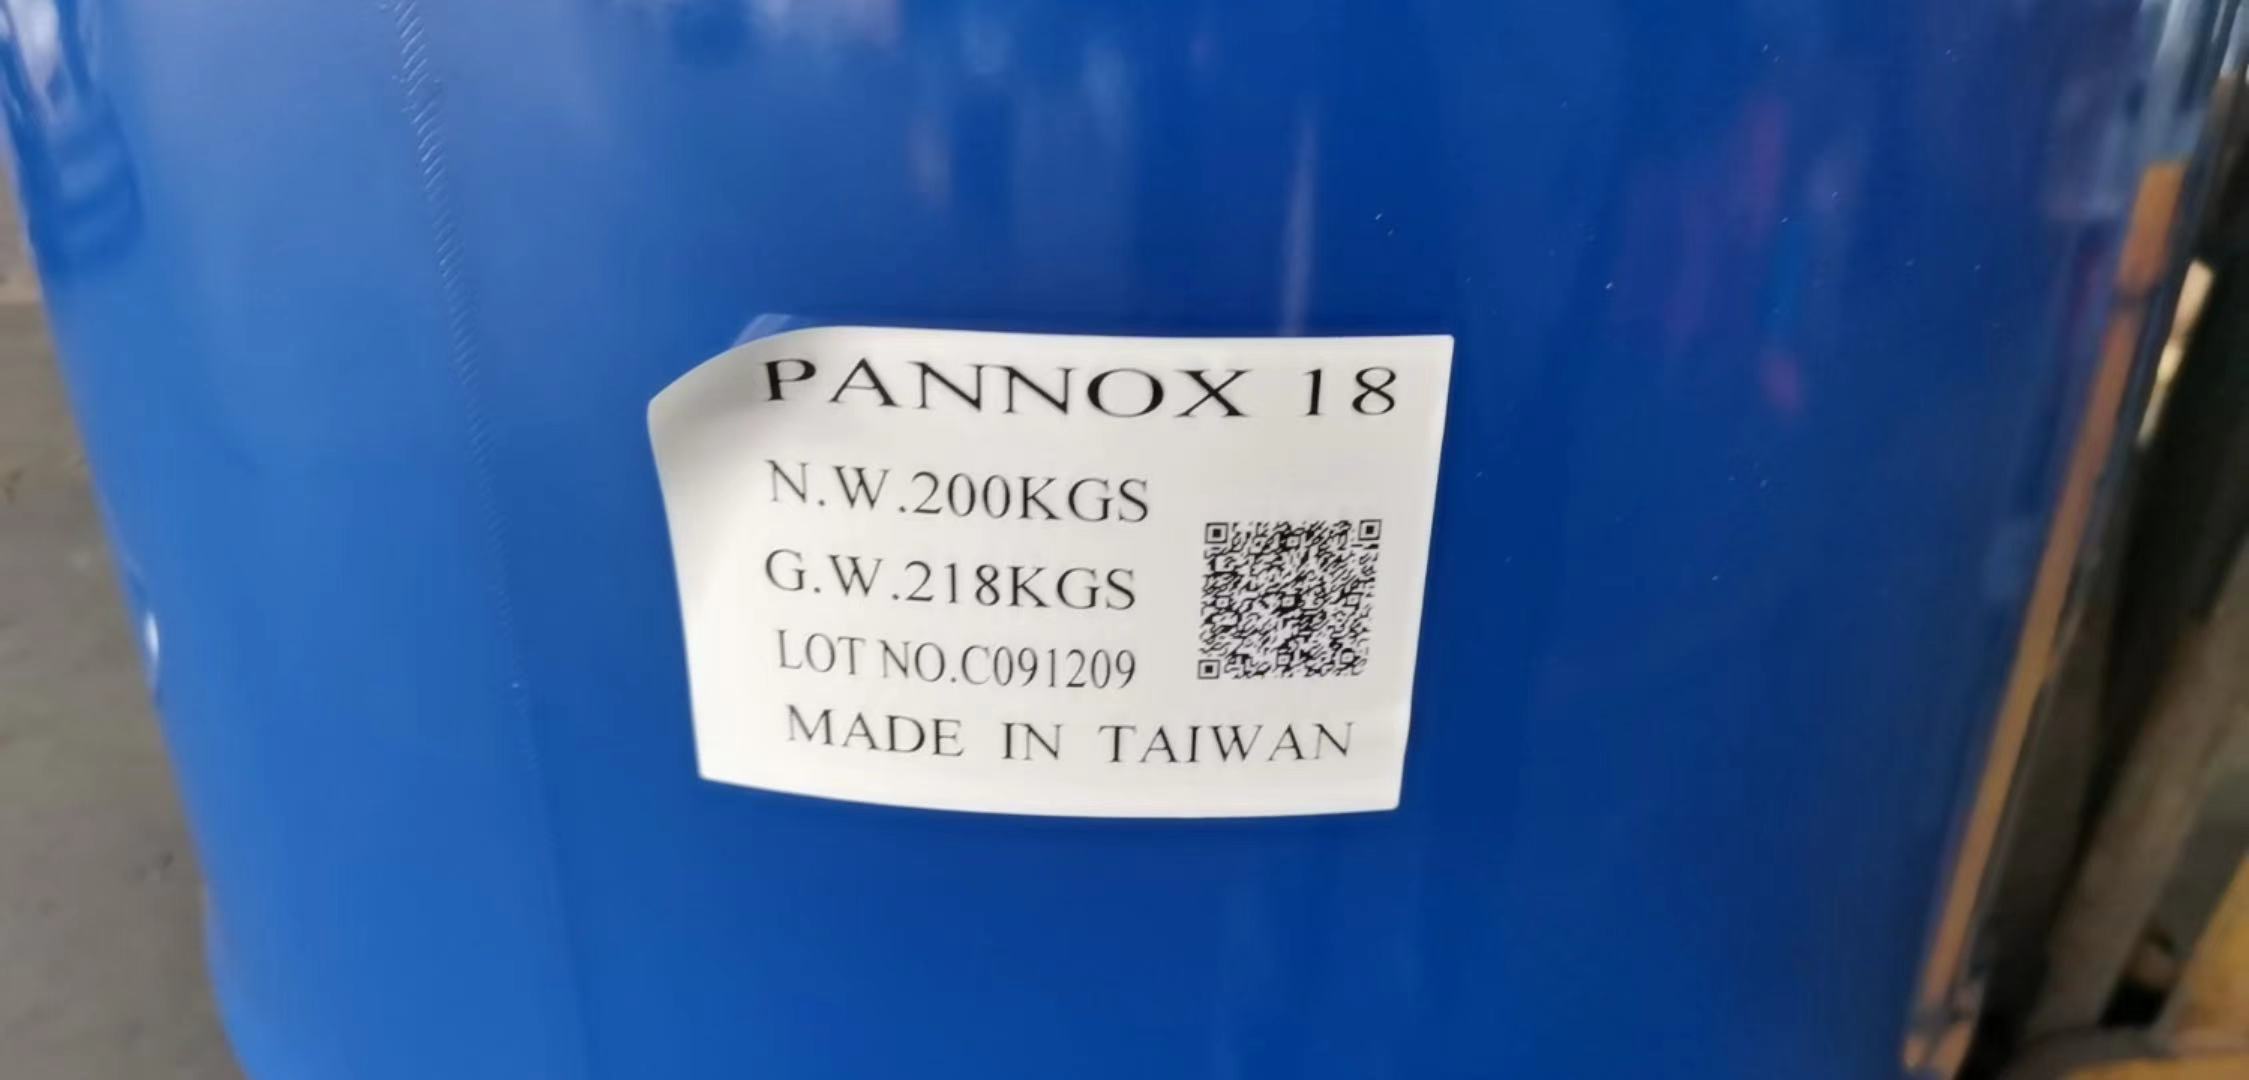 PANNOX 18
N.W.200KGS
G.W.218KGS
LOT NO.C091209
MADE IN TAIWAN